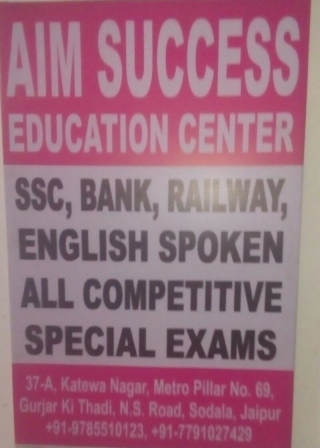 AIM SUCCESS
EDUCATION CENTER
SSC, BANK, RAILWAY,
ENGLISH SPOKEN
ALL COMPETITIVE
SPECIAL EXAMS
37-A, Katewa Nagar, Metro Pillar No. 69,
Gurjar Ki Thadi, N.S. Road, Sodala, Jaipur
+91-9785510123, +91-7791027429